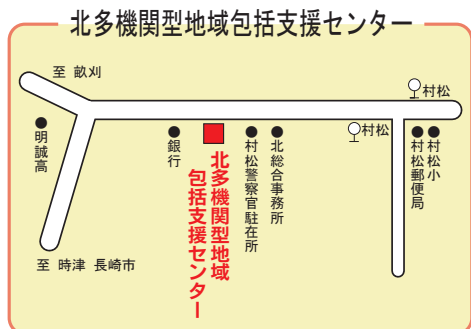 北多機関型地域包括支援センター
至 畝刈
村松
村松
明誠高
銀行
北多機関型地域
包括支援センター
村松警察官駐在所
北総合事務所
村松郵便局
村松小
至 時津 長崎市